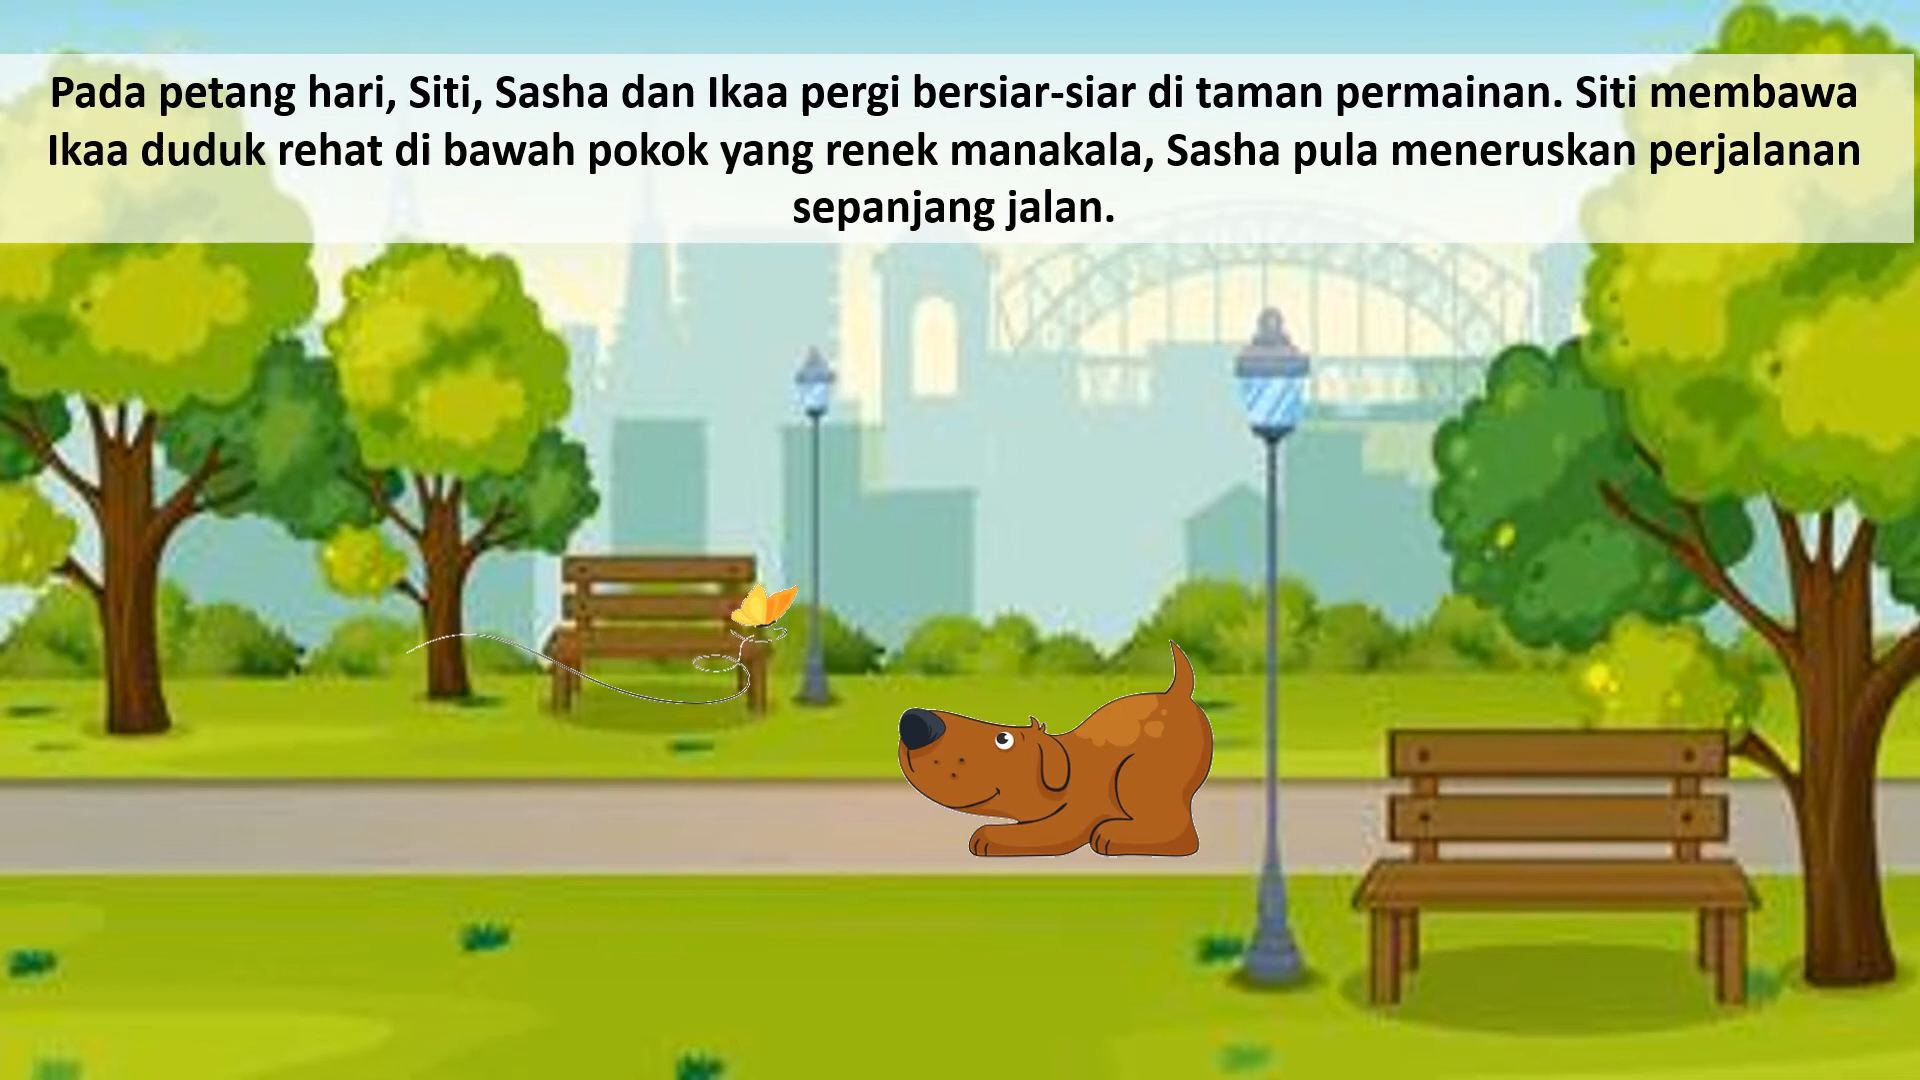 Pada petang hari, Siti, Sasha dan Ikaa pergi bersiar-siar di taman permainan. Siti membawa
Ikaa duduk rehat di bawah pokok yang renek manakala, Sasha pula meneruskan perjalanan
sepanjang jalan.